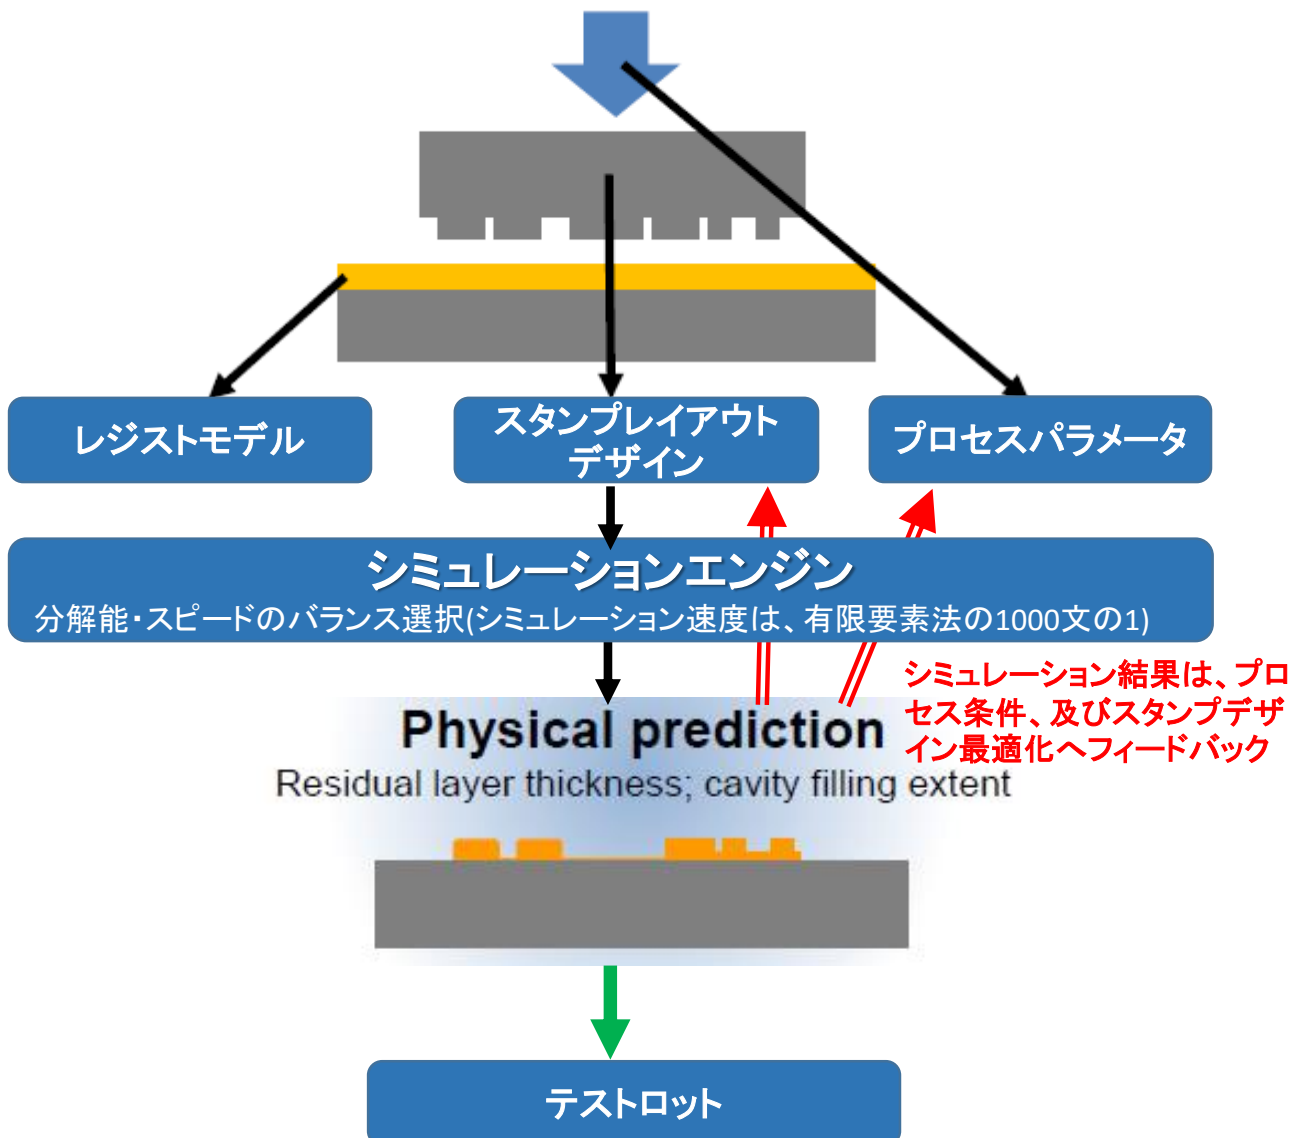 レジストモデル
スタンプレイアウト
デザイン
プロセスパラメータ
シミュレーションエンジン
分解能・スピードのバランス選択(シミュレーション速度は、有限要素法の1000文の1)
シミュレーション結果は、プロ
セス条件、及びスタンプデザ
イン最適化へフィードバック
Physical prediction
Residual layer thickness; cavity filling extent
テストロット